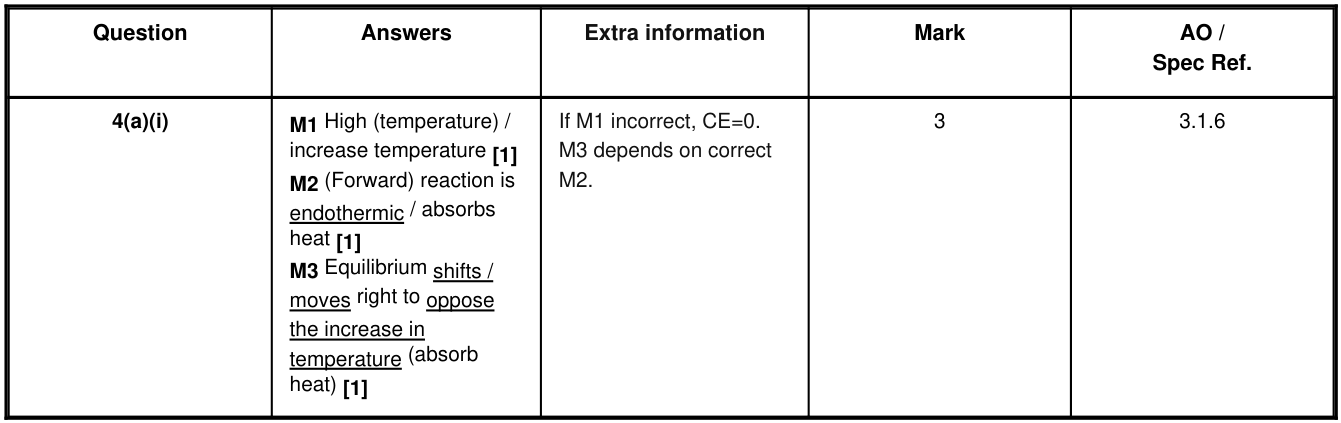 Question Answers Extra information Mark AO /
Spec Ref.
4(a)(i)
M1 High (temperature) /
increase temperature [1]
M2 (Forward) reaction is
endothermic / absorbs
heat [1]
M3 Equilibrium shifts /
moves right to oppose
the increase in
temperature (absorb
heat) [1]
If M1 incorrect, CE=0.
M3 depends on correct
M2.
3
3.1.6